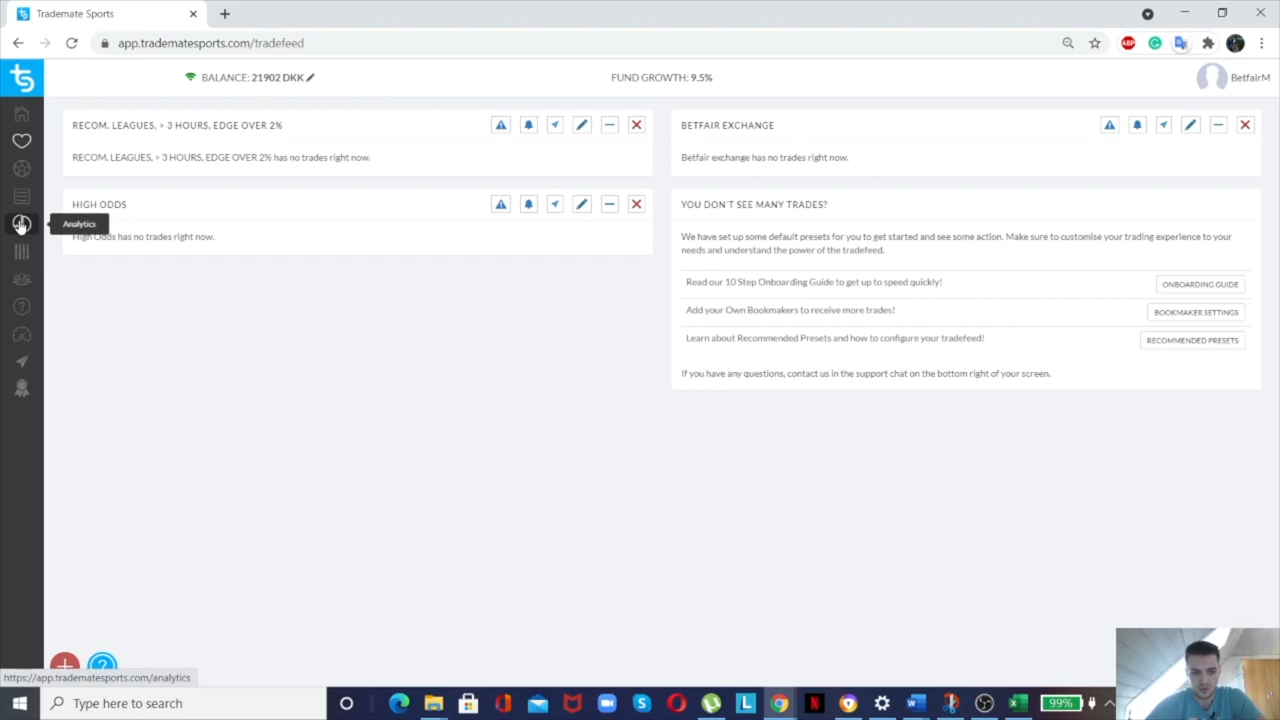 Trademate Sports
app.tradematesports.com/tradefeed
ABP
BALANCE: 21902 DKK
FUND GROWTH: 9.5%
BetfairM
RECOM. LEAGUES, > 3 HOURS, EDGE OVER 2%
BETFAIR EXCHANGE
RECOM. LEAGUES, > 3 HOURS, EDGE OVER 2% has no trades right now.
Betfair exchange has no trades right now.
HIGH ODDS
YOU DON'T SEE MANY TRADES?
Analytics
High Odds has no trades right now.
We have set up some default presets for you to get started and see some action. Make sure to customise your trading experience to your
needs and understand the power of the tradefeed.
Read our 10 Step Onboarding Guide to get up to speed quickly!
ONBOARDING GUIDE
Add your Own Bookmakers to receive more trades!
BOOKMAKER SETTINGS
Learn about Recommended Presets and how to configure your tradefeed!
RECOMMENDED PRESETS
If you have any questions, contact us in the support chat on the bottom right of your screen.
https://app.tradematesports.com/analytics
Type here to search
99%